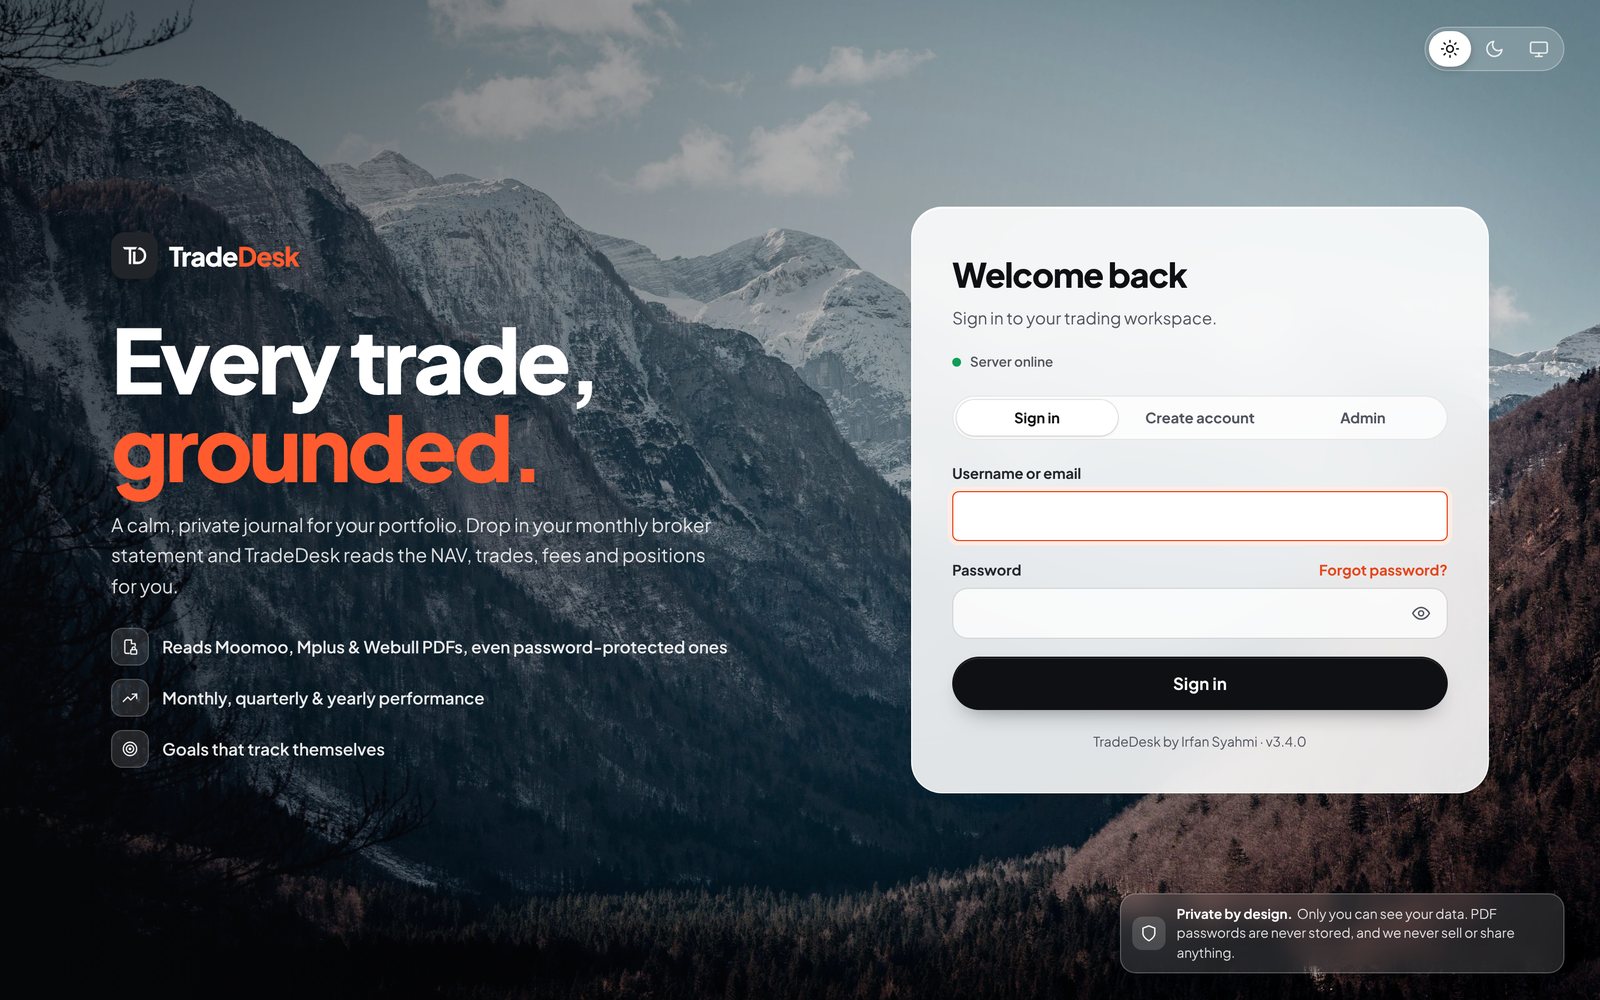 TD TradeDesk
Every trade,
grounded.
A calm, private journal for your portfolio. Drop in your monthly broker
statement and TradeDesk reads the NAV, trades, fees and positions
for you.
Reads Moomoo, Mplus & Webull PDFs, even password-protected ones
Monthly, quarterly & yearly performance
Goals that track themselves
Welcome back
Sign in to your trading workspace.
Server online
Sign in Create account Admin
Username or email
Password Forgot password?
Sign in
TradeDesk by Irfan Syahmi · v3.4.0
Private by design. Only you can see your data. PDF
passwords are never stored, and we never sell or share
anything.